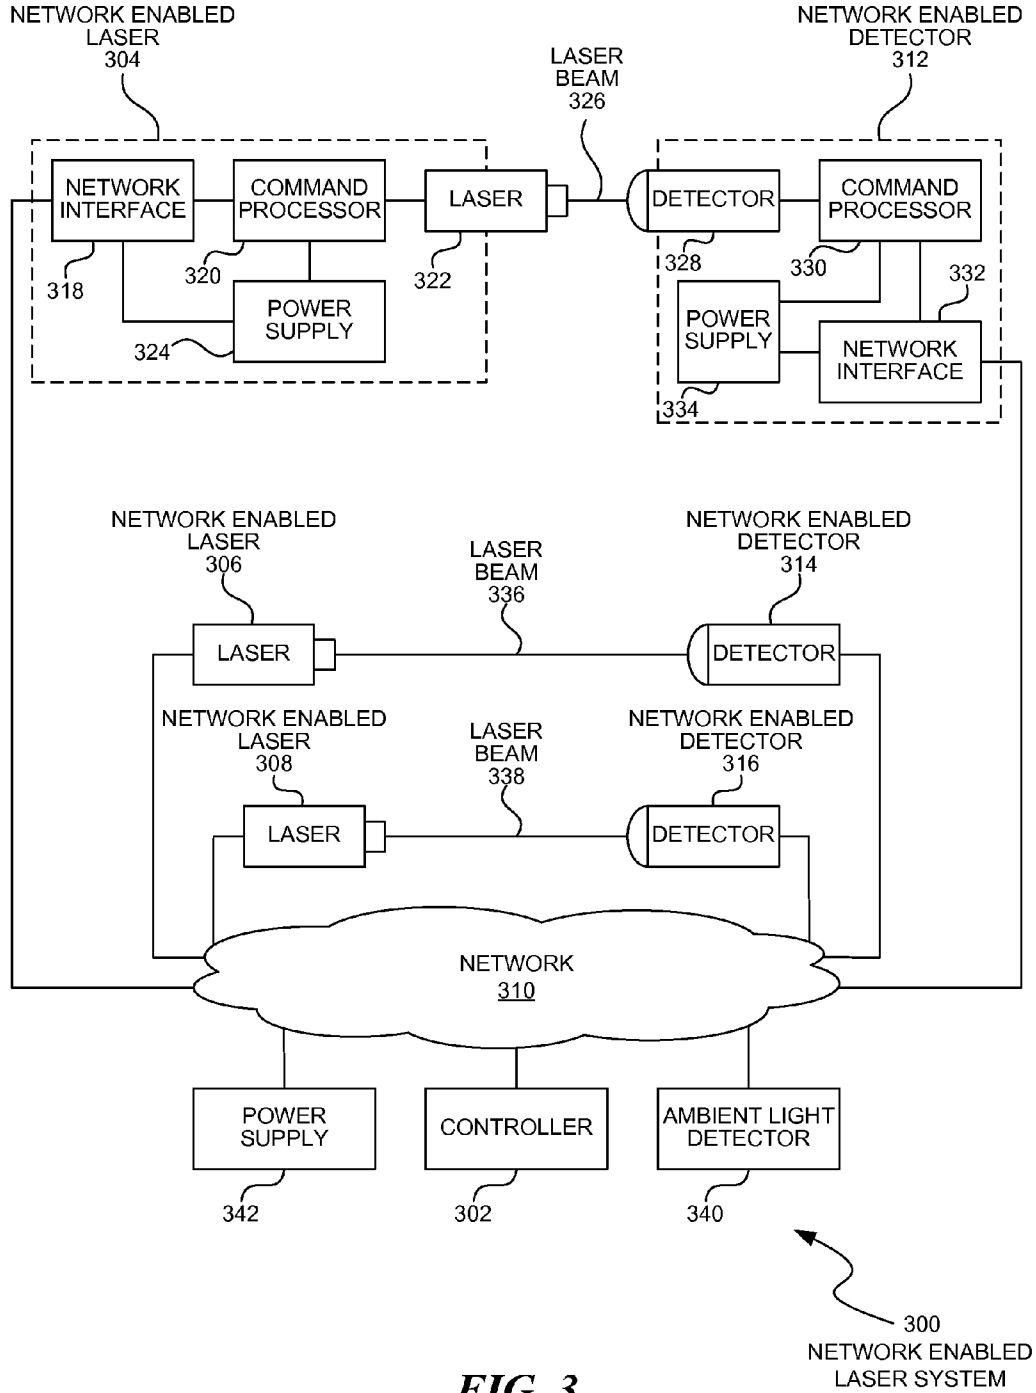 NETWORK ENABLED
LASER
304
NETWORK ENABLED
DETECTOR
312
LASER
BEAM
326
NETWORK
INTERFACE
COMMAND
PROCESSOR
LASER
DETECTOR
COMMAND
PROCESSOR
318
320
322
328
330
332
POWER
SUPPLY
324
POWER
SUPPLY
NETWORK
INTERFACE
334
NETWORK ENABLED
LASER
306
LASER
BEAM
336
NETWORK ENABLED
DETECTOR
314
LASER
DETECTOR
NETWORK ENABLED
LASER
308
LASER
BEAM
338
NETWORK ENABLED
DETECTOR
316
LASER
DETECTOR
NETWORK
310
POWER
SUPPLY
CONTROLLER
AMBIENT LIGHT
DETECTOR
342
302
340
300
NETWORK ENABLED
LASER SYSTEM
FIG. 3